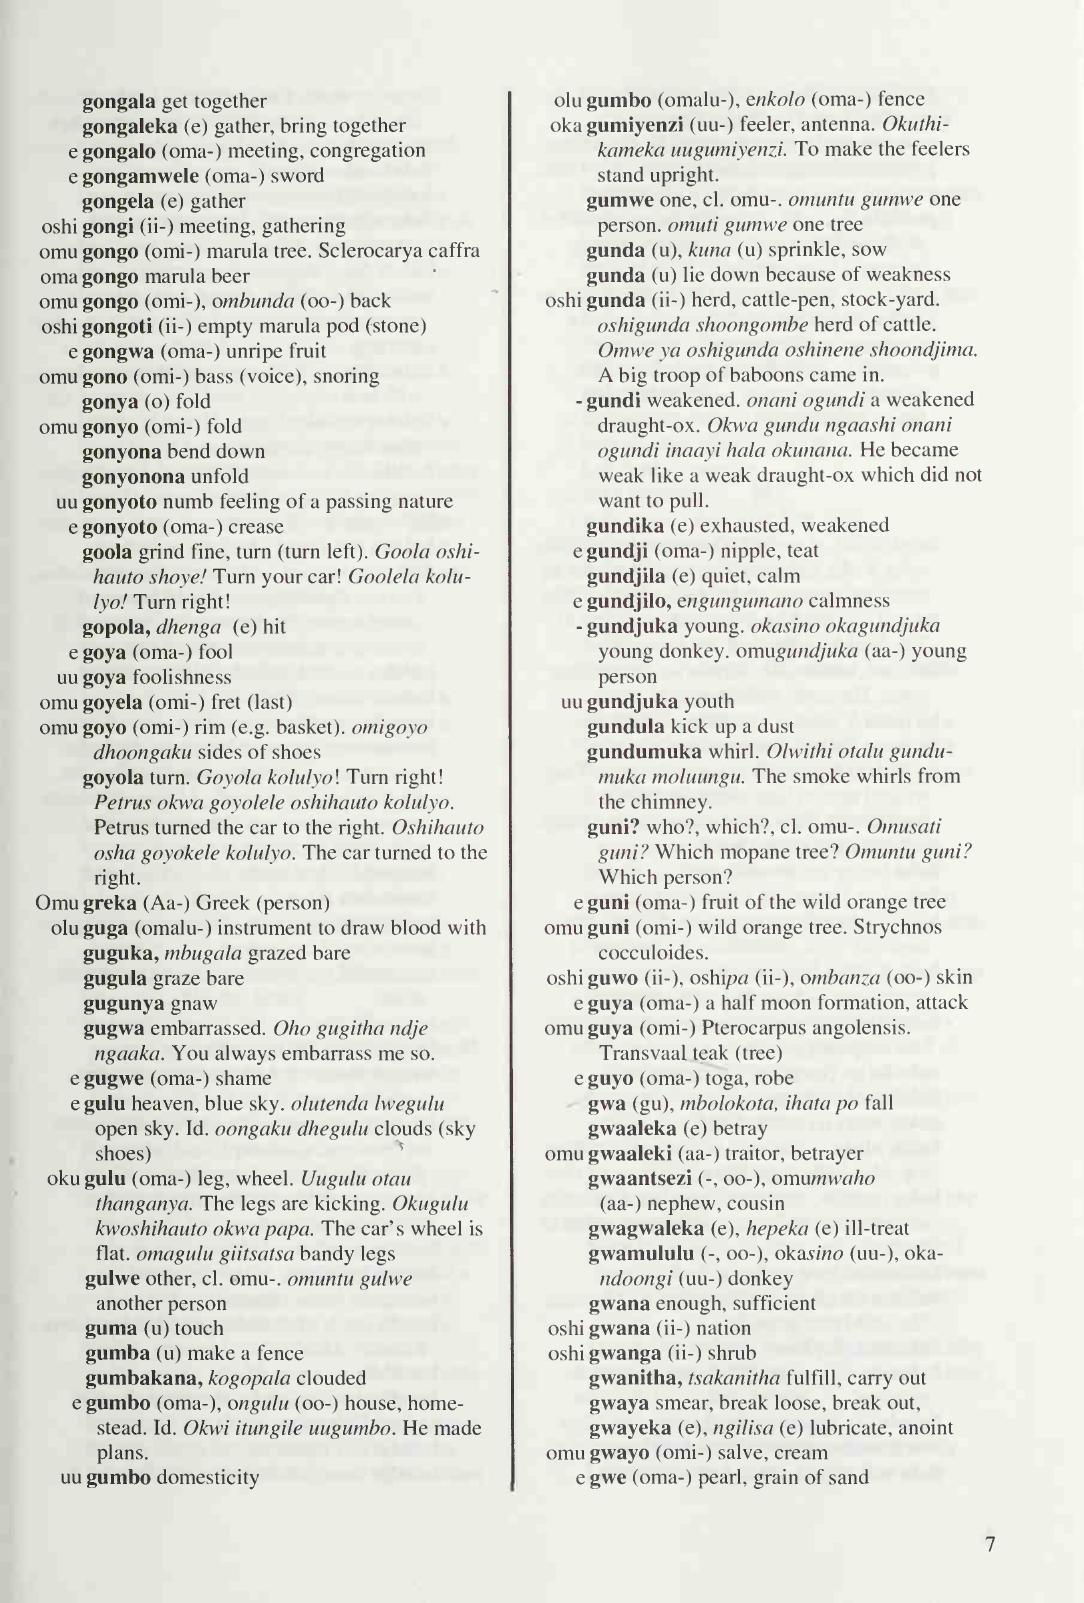 gongala get together
gongaleka (e) gather, bring together
e gongalo (oma-) meeting, congregation
e gongamwele (oma-) sword
gongela (e) gather
oshi gongi (ii-) meeting, gathering
omu gongo (omi-) marula tree. Sclerocarya caffra
oma gongo marula beer
omu gongo (omi-), ombunda (oo-) back
oshi gongoti (ii-) empty marula pod (stone)
e gongwa (oma-) unripe fruit
omu gono (omi-) bass (voice), snoring
gonya (o) fold
omu gonyo (omi-) fold
gonyona bend down
gonyonona unfold
uu gonyoto numb feeling of a passing nature
e gonyoto (oma-) crease
goola grind fine, turn (turn left). Goola oshi-
hauto shoye! Turn your car! Goolela kolu-
lyo! Turn right!
gopola, dhenga (e) hit
e goya (oma-) fool
uu goya foolishness
omu goyela (omi-) fret (last)
omu goyo (omi-) rim (e.g. basket). omigoyo
dhoongaku sides of shoes
goyola turn. Goyola kolulyo! Turn right!
Petrus okwa goyolele oshihauto kolulyo.
Petrus turned the car to the right. Oshihauto
osha goyokele kolulyo. The car turned to the
right.
Omu greka (Aa-) Greek (person)
olu guga (omalu-) instrument to draw blood with
guguka, mbugala grazed bare
gugula graze bare
gugunya gnaw
gugwa embarrassed. Oho gugitha ndje
ngaaka. You always embarrass me so.
e gugwe (oma-) shame
e gulu heaven, blue sky. olutenda lwegulu
open sky. Id. oongaku dhegulu clouds (sky
shoes)
oku gulu (oma-) leg, wheel. Uugulu otau
thanganya. The legs are kicking. Okugulu
kwoshihauto okwa papa. The car's wheel is
flat. omagulu giitsatsa bandy legs
gulwe other, cl. omu-. omuntu gulwe
another person
guma (u) touch
gumba (u) make a fence
gumbakana, kogopala clouded
e gumbo (oma-), ongulu (oo-) house, home-
stead. Id. Okwi itungile uugumbo. He made
plans.
uu gumbo domesticity
olu gumbo (omalu-), enkolo (oma-) fence
oka gumiyenzi (uu-) feeler, antenna. Okuthi-
kameka uugumiyenzi. To make the feelers
stand upright.
gumwe one, cl. omu-. omuntu gumwe one
person. omuti gumwe one tree
gunda (u), kuna (u) sprinkle, sow
gunda (u) lie down because of weakness
oshi gunda (ii-) herd, cattle-pen, stock-yard.
oshigunda shoongombe herd of cattle.
Omwe ya oshigunda oshinene shoondjima.
A big troop of baboons came in.
- gundi weakened. onani ogundi a weakened
draught-ox. Okwa gundu ngaashi onani
ogundi inaayi hala okunana. He became
weak like a weak draught-ox which did not
want to pull.
gundika (e) exhausted, weakened
e gundji (oma-) nipple, teat
gundjila (e) quiet, calm
e gundjilo, engungumano calmness
- gundjuka young. okasino okagundjuka
young donkey. omugundjuka (aa-) young
person
uu gundjuka youth
gundula kick up a dust
gundumuka whirl. Olwithi otalu gundu-
muka moluungu. The smoke whirls from
the chimney.
guni? who?, which?, cl. omu-. Omusati
guni? Which mopane tree? Omuntu guni?
Which person?
e guni (oma-) fruit of the wild orange tree
omu guni (omi-) wild orange tree. Strychnos
cocculoides.
oshi guwo (ii-), oshipa (ii-), ombanza (oo-) skin
e guya (oma-) a half moon formation, attack
omu guya (omi-) Pterocarpus angolensis.
Transvaal teak (tree)
e guyo (oma-) toga, robe
gwa (gu), mbolokota, ihata po fall
gwaaleka (e) betray
omu gwaaleki (aa-) traitor, betrayer
gwaantsezi (-, oo-), omumwaho
(aa-) nephew, cousin
gwagwaleka (e), hepeka (e) ill-treat
gwamululu (-, oo-), okasino (uu-), oka-
ndoongi (uu-) donkey
gwana enough, sufficient
oshi gwana (ii-) nation
oshi gwanga (ii-) shrub
gwanitha, tsakanitha fulfill, carry out
gwaya smear, break loose, break out,
gwayeka (e), ngilisa (e) lubricate, anoint
omu gwayo (omi-) salve, cream
e gwe (oma-) pearl, grain of sand
7